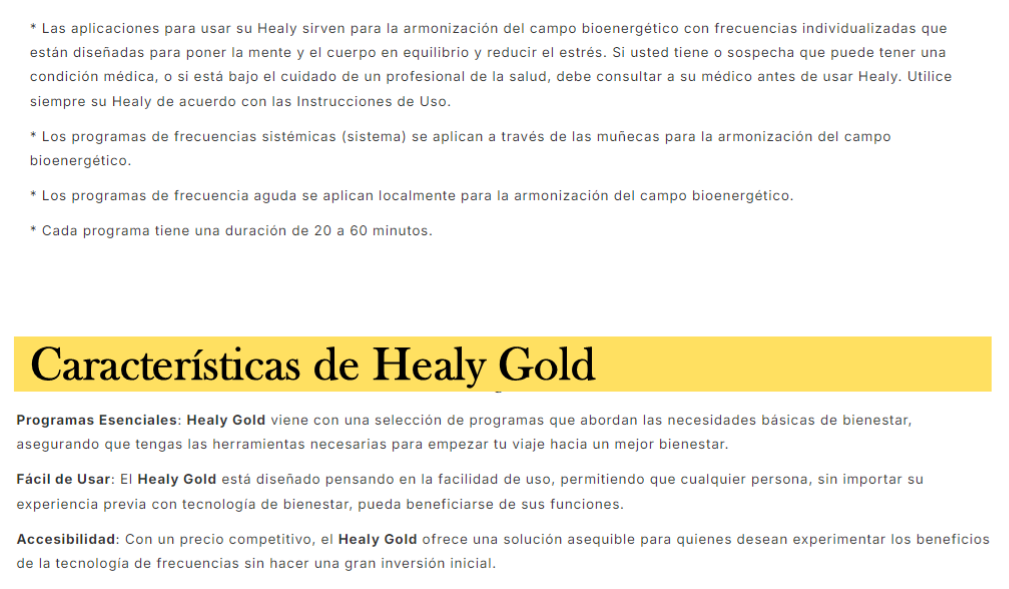 * Las aplicaciones para usar su Healy sirven para la armonización del campo bioenergético con frecuencias individualizadas que
están diseñadas para poner la mente y el cuerpo en equilibrio y reducir el estrés. Si usted tiene o sospecha que puede tener una
condición médica, o si está bajo el cuidado de un profesional de la salud, debe consultar a su médico antes de usar Healy. Utilice
siempre su Healy de acuerdo con las Instrucciones de Uso.
* Los programas de frecuencias sistémicas (sistema) se aplican a través de las muñecas para la armonización del campo
bioenergético.
* Los programas de frecuencia aguda se aplican localmente para la armonización del campo bioenergético.
* Cada programa tiene una duración de 20 a 60 minutos.
Características de Healy Gold
Programas Esenciales: Healy Gold viene con una selección de programas que abordan las necesidades básicas de bienestar,
asegurando que tengas las herramientas necesarias para empezar tu viaje hacia un mejor bienestar.
Fácil de Usar: El Healy Gold está diseñado pensando en la facilidad de uso, permitiendo que cualquier persona, sin importar su
experiencia previa con tecnología de bienestar, pueda beneficiarse de sus funciones.
Accesibilidad: Con un precio competitivo, el Healy Gold ofrece una solución asequible para quienes desean experimentar los beneficios
de la tecnología de frecuencias sin hacer una gran inversión inicial.